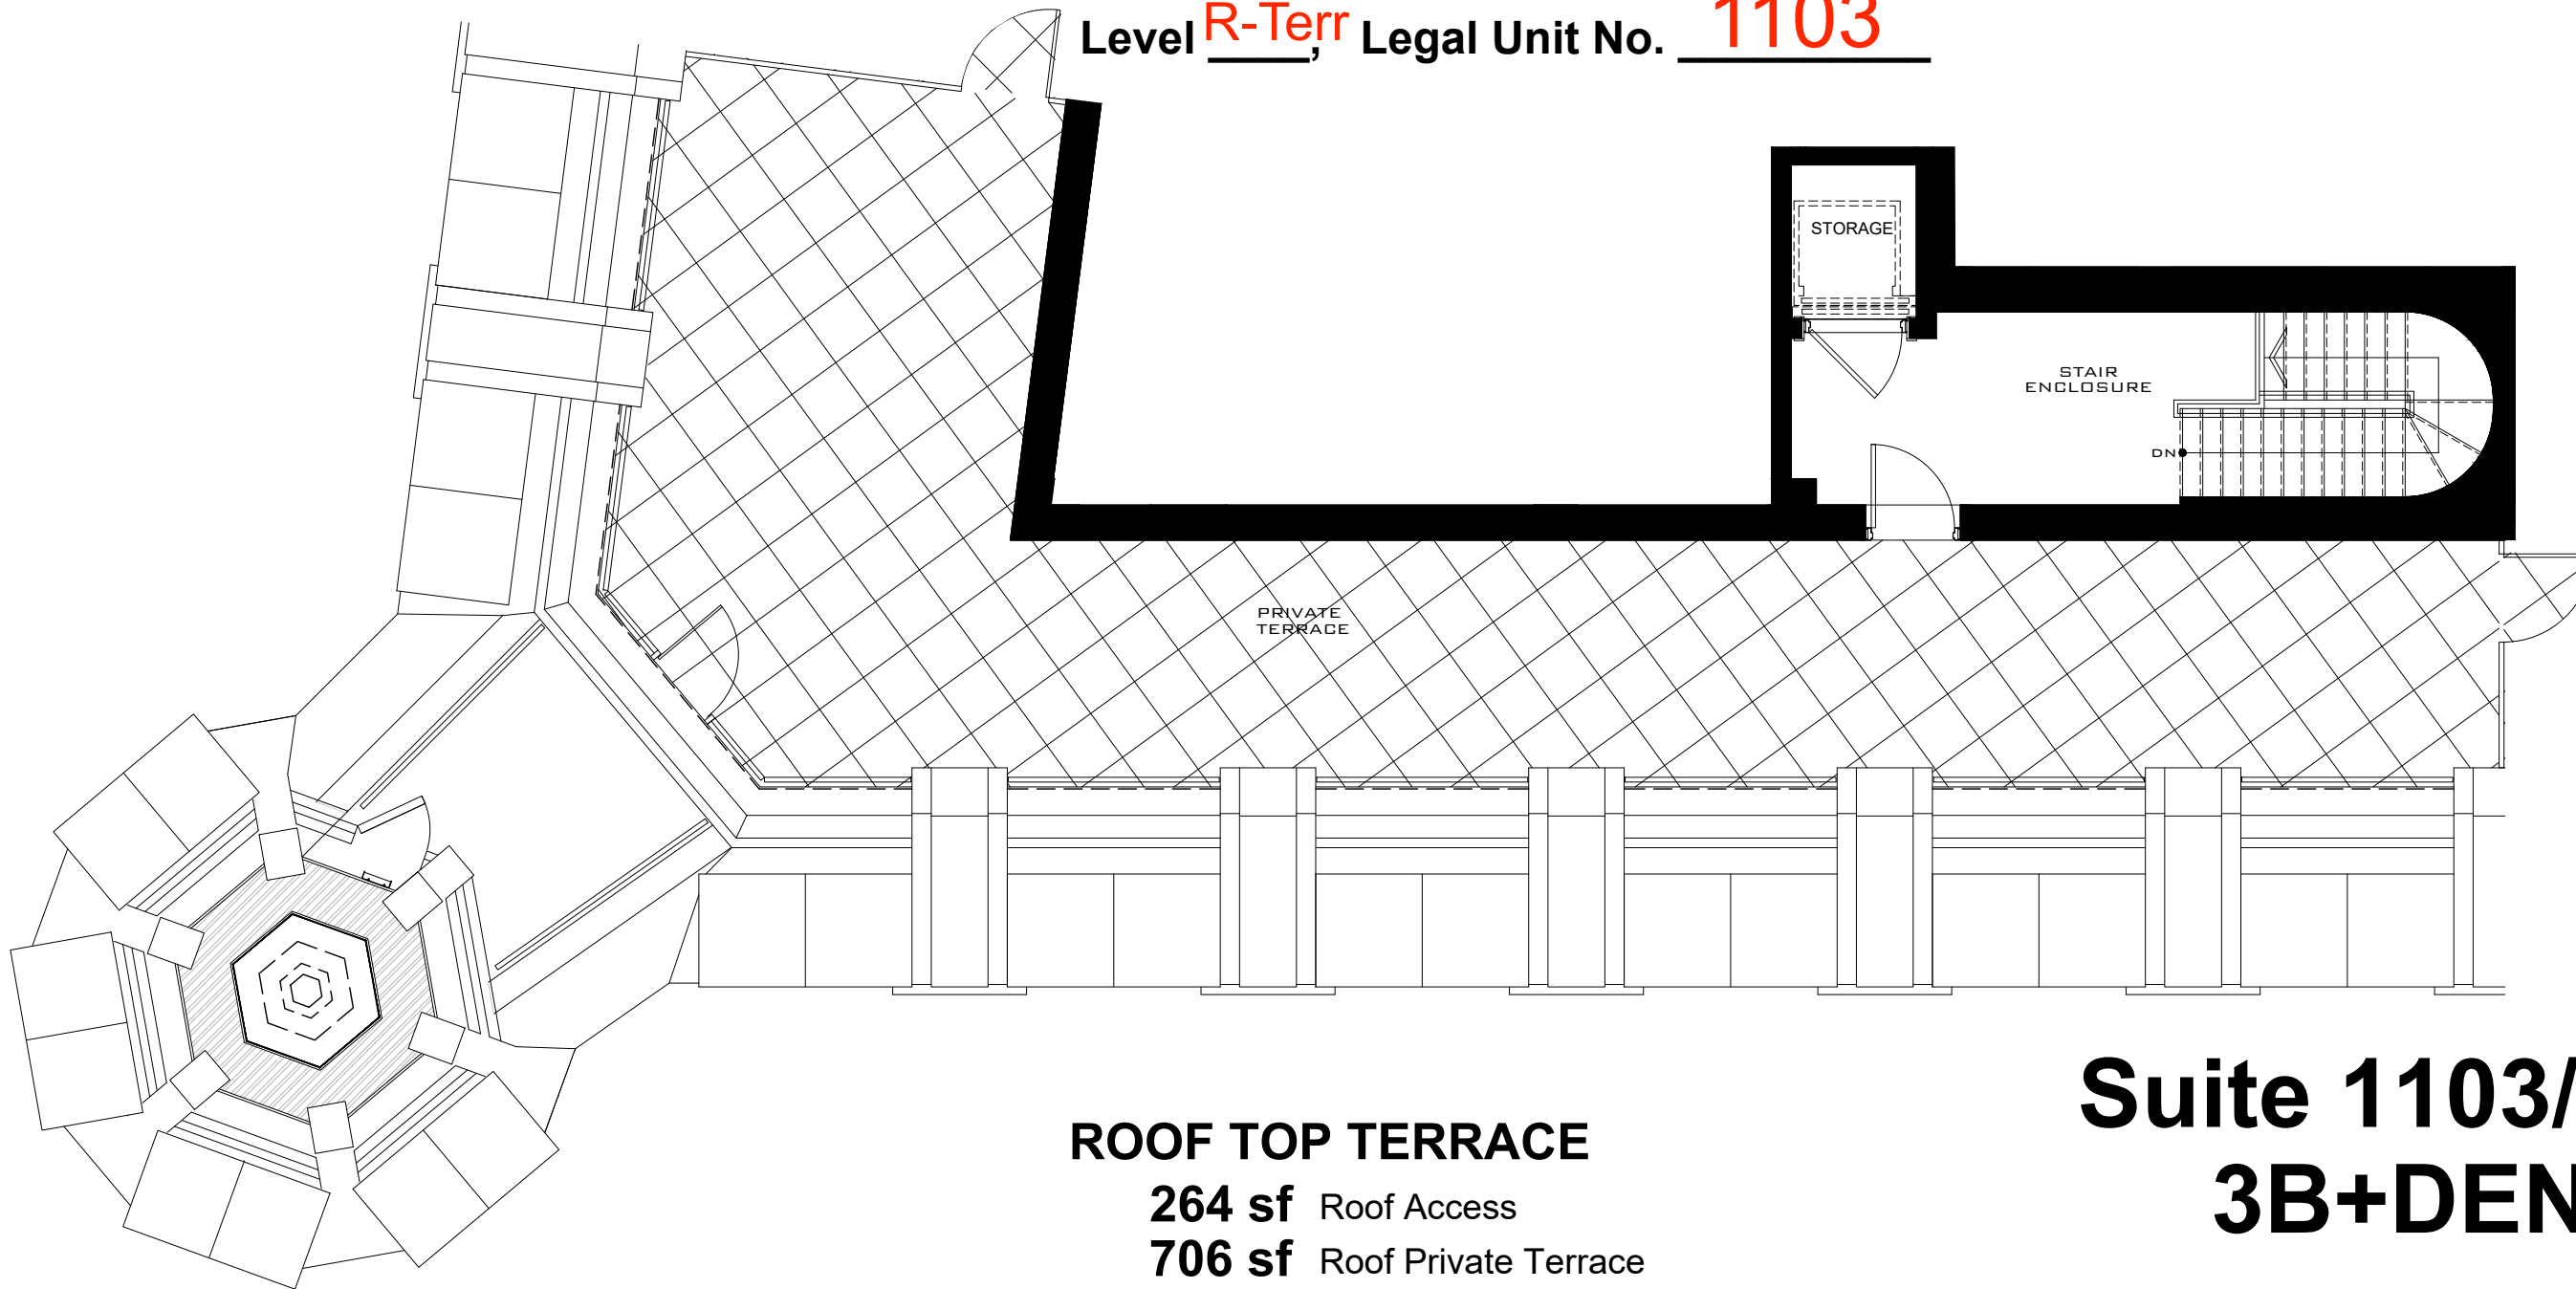 Level R-Terr, Legal Unit No. 1103
STORAGE
STAIR
ENCLOSURE
DN
PRIVATE
TERRACE
Suite 1103/
3B+DEN
ROOF TOP TERRACE
264 sf Roof Access
706 sf Roof Private Terrace